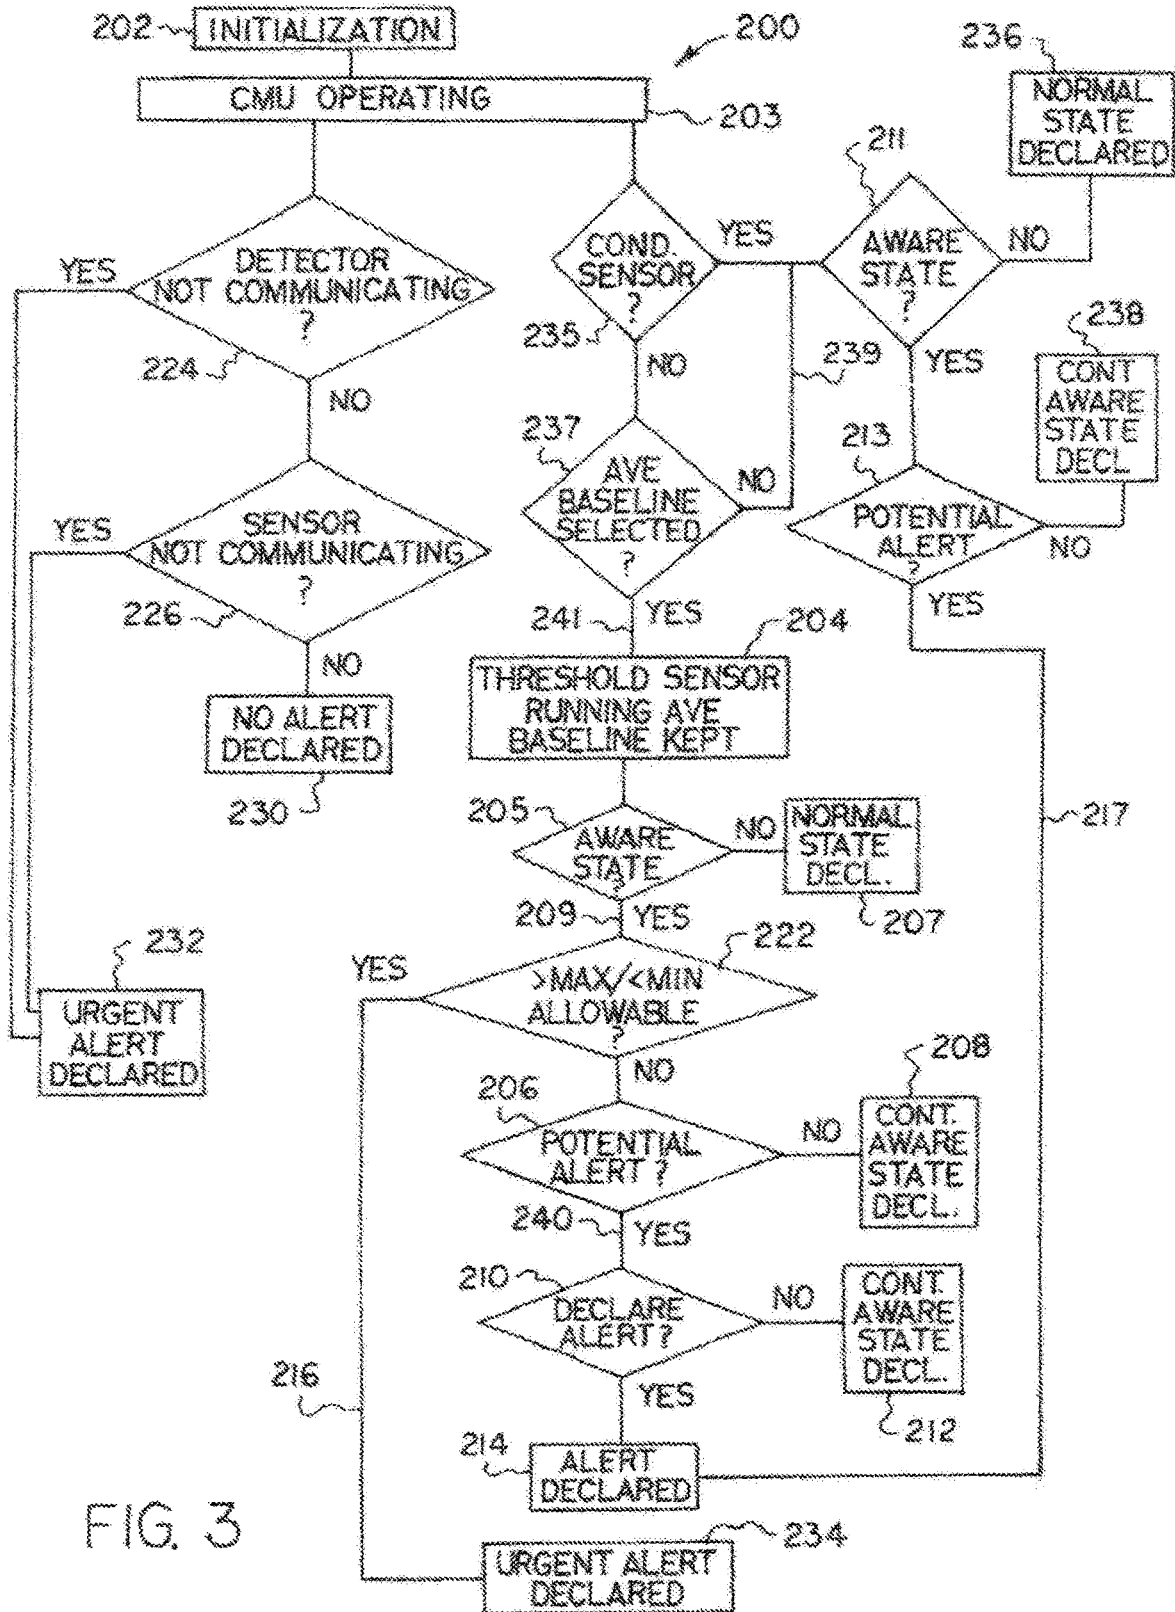 202
INITIALIZATION
200
CMU OPERATING
203
236
NORMAL
STATE
DECLARED
211
YES
DETECTOR
NOT COMMUNICATING
?
224
NO
COND.
SENSOR
?
235
YES
NO
AWARE
STATE
?
NO
YES
239
238
CONT
AWARE
STATE
DECL
237
AVE
BASELINE
SELECTED
?
NO
YES
241
213
POTENTIAL
ALERT
?
NO
YES
YES
SENSOR
NOT COMMUNICATING
?
226
NO
NO ALERT
DECLARED
230
204
THRESHOLD SENSOR
RUNNING AVE
BASELINE KEPT
205
AWARE
STATE
?
NO
NORMAL
STATE
DECL.
207
217
209
YES
222
YES
>MAX/<MIN
ALLOWABLE
?
NO
232
URGENT
ALERT
DECLARED
206
POTENTIAL
ALERT ?
NO
208
CONT.
AWARE
STATE
DECL.
240
YES
210
DECLARE
ALERT?
NO
CONT.
AWARE
STATE
DECL.
212
YES
216
214
ALERT
DECLARED
234
URGENT ALERT
DECLARED
FIG. 3